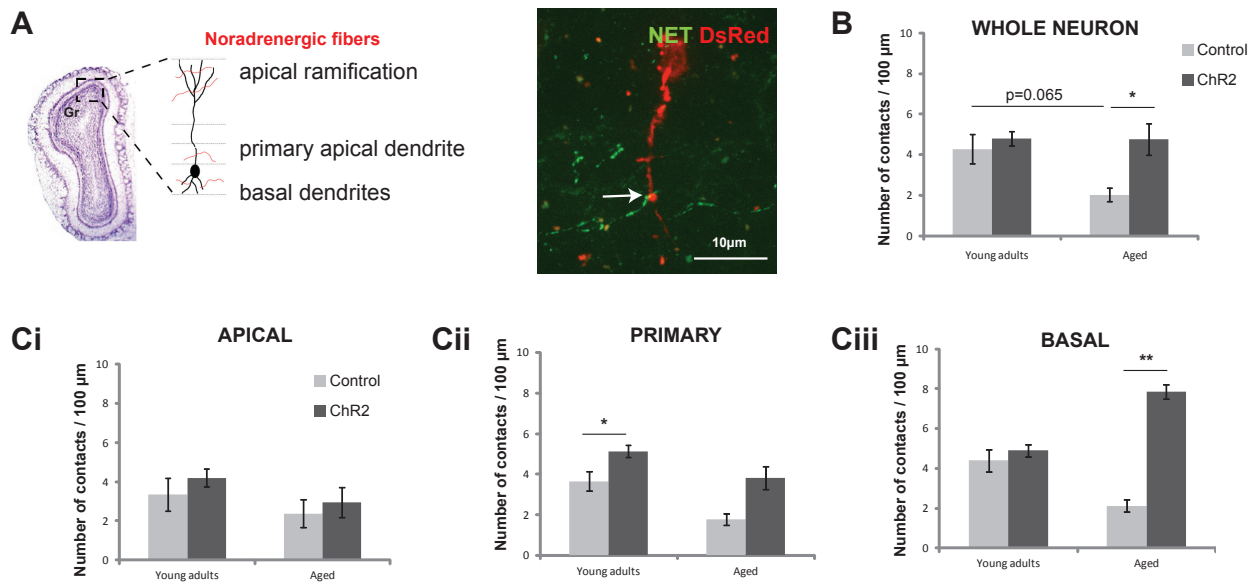 A
Noradrenergic fibers
apical ramification
primary apical dendrite
basal dendrites
Gr
NET DsRed
10µm
B
WHOLE NEURON
Number of contacts / 100 µm
10
8
6
4
2
0
Control
ChR2
p=0.065
*
Young adults
Aged
Ci
APICAL
Number of contacts / 100 µm
10
8
6
4
2
0
Control
ChR2
Young adults
Aged
Cii
PRIMARY
Number of contacts / 100 µm
10
8
6
4
2
0
*
Young adults
Aged
Ciii
BASAL
Number of contacts / 100 µm
10
8
6
4
2
0
**
Young adults
Aged